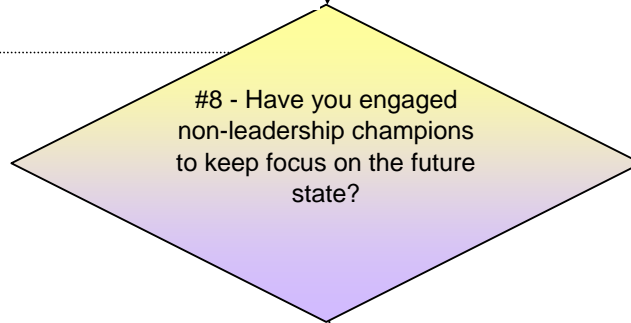 #8 - Have you engaged
non-leadership champions
to keep focus on the future
state?